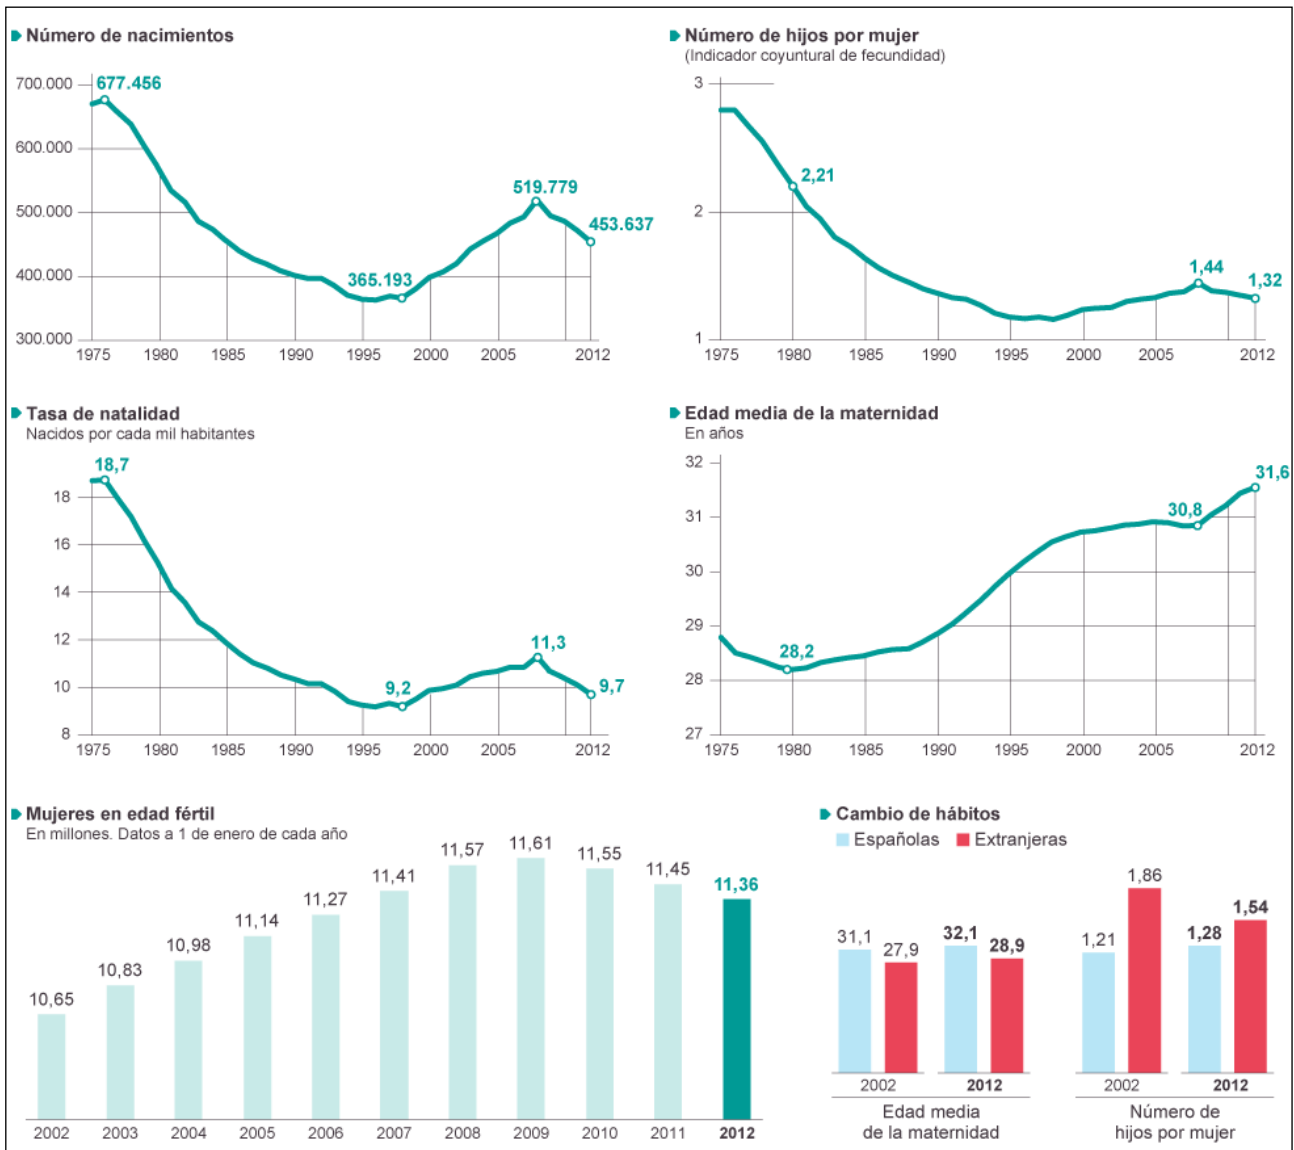 Número de nacimientos
700.000
677.456
600.000
519.779
500.000
453.637
400.000
365.193
300.000
1975 1980 1985 1990 1995 2000 2005 2012
Número de hijos por mujer
(Indicador coyuntural de fecundidad)
3
2,21
2
1,44
1,32
1
1975 1980 1985 1990 1995 2000 2005 2012
Tasa de natalidad
Nacidos por cada mil habitantes
18,7
18
16
14
12
11,3
10
9,2
9,7
8
1975 1980 1985 1990 1995 2000 2005 2012
Edad media de la maternidad
En años
32
31,6
31
30,8
30
29
28,2
28
27
1975 1980 1985 1990 1995 2000 2005 2012
Mujeres en edad fértil
En millones. Datos a 1 de enero de cada año
10,65 10,83 10,98 11,14 11,27 11,41 11,57 11,61 11,55 11,45 11,36
2002 2003 2004 2005 2006 2007 2008 2009 2010 2011 2012
Cambio de hábitos
Españolas Extranjeras
31,1 27,9 32,1 28,9
2002 2012
Edad media
de la maternidad
1,21 1,86 1,28 1,54
2002 2012
Número de
hijos por mujer